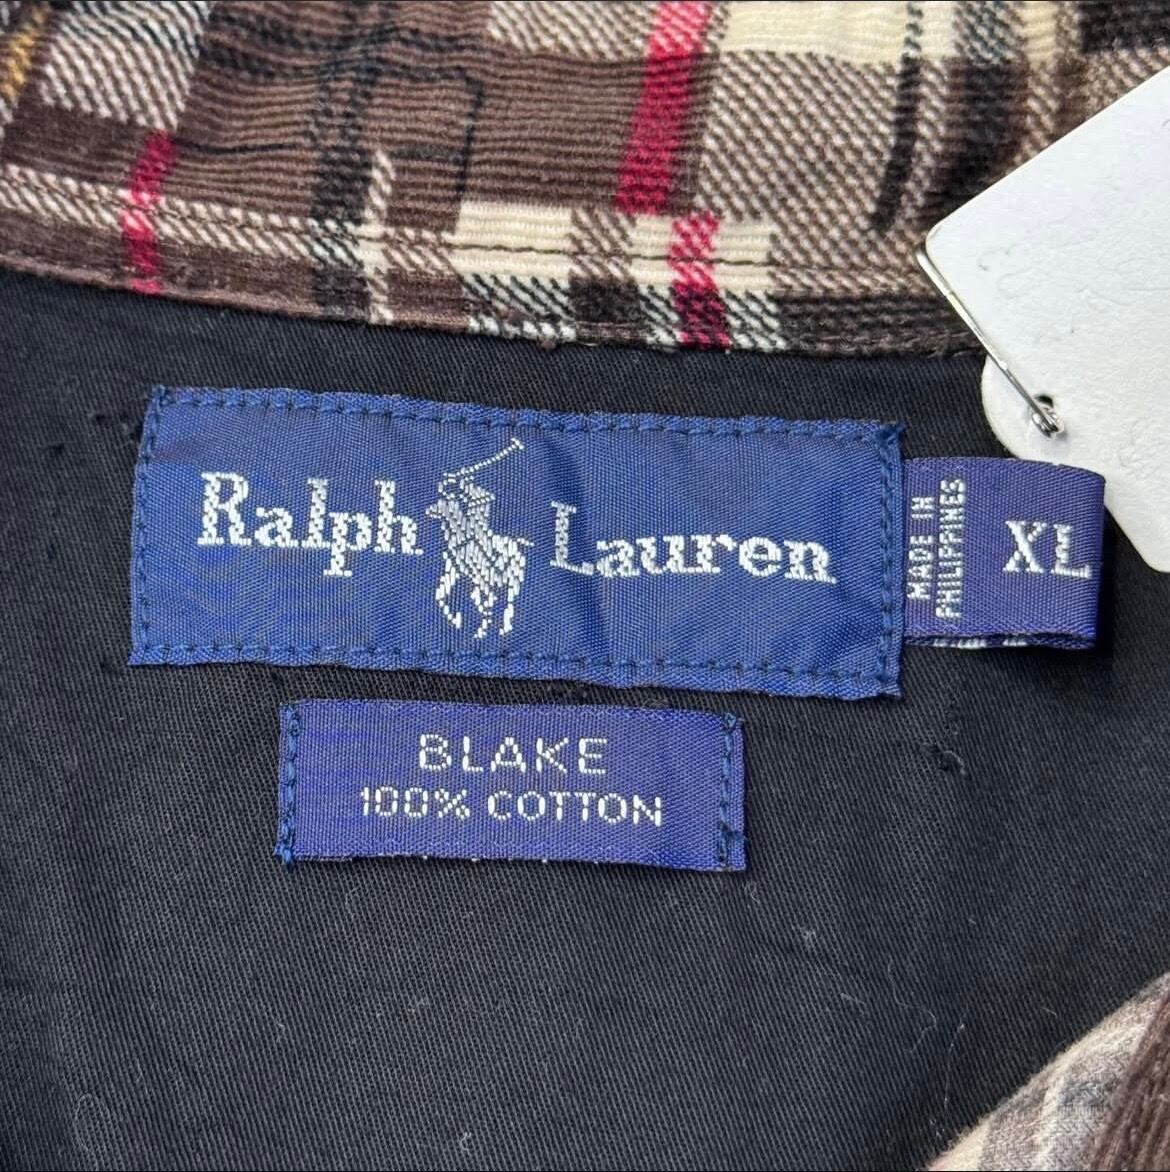 Ralph Lauren
MADE IN
PHILIPPINES
XL
BLAKE
100% COTTON